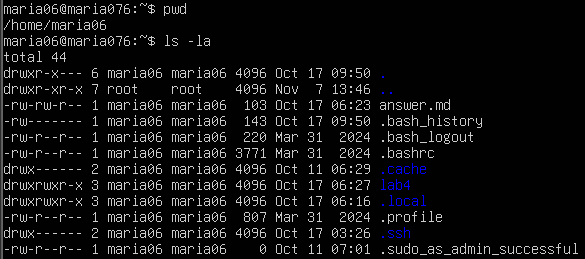 maria06@maria076:~$ pwd
/home/maria06
maria06@maria076:~$ ls -la
total 44
drwxr-x--- 6 maria06 maria06 4096 Oct 17 09:50 .
drwxr-xr-x 7 root    root    4096 Nov  7 13:46 ..
-rw-rw-r-- 1 maria06 maria06  103 Oct 17 06:23 answer.md
-rw------- 1 maria06 maria06  143 Oct 17 09:50 .bash_history
-rw-r--r-- 1 maria06 maria06  220 Mar 31  2024 .bash_logout
-rw-r--r-- 1 maria06 maria06 3771 Mar 31  2024 .bashrc
drwx------ 2 maria06 maria06 4096 Oct 11 06:29 .cache
drwxrwxr-x 3 maria06 maria06 4096 Oct 17 06:27 lab4
drwxrwxr-x 3 maria06 maria06 4096 Oct 17 06:16 .local
-rw-r--r-- 1 maria06 maria06  807 Mar 31  2024 .profile
drwx------ 2 maria06 maria06 4096 Oct 17 03:26 .ssh
-rw-r--r-- 1 maria06 maria06    0 Oct 11 07:01 .sudo_as_admin_successful